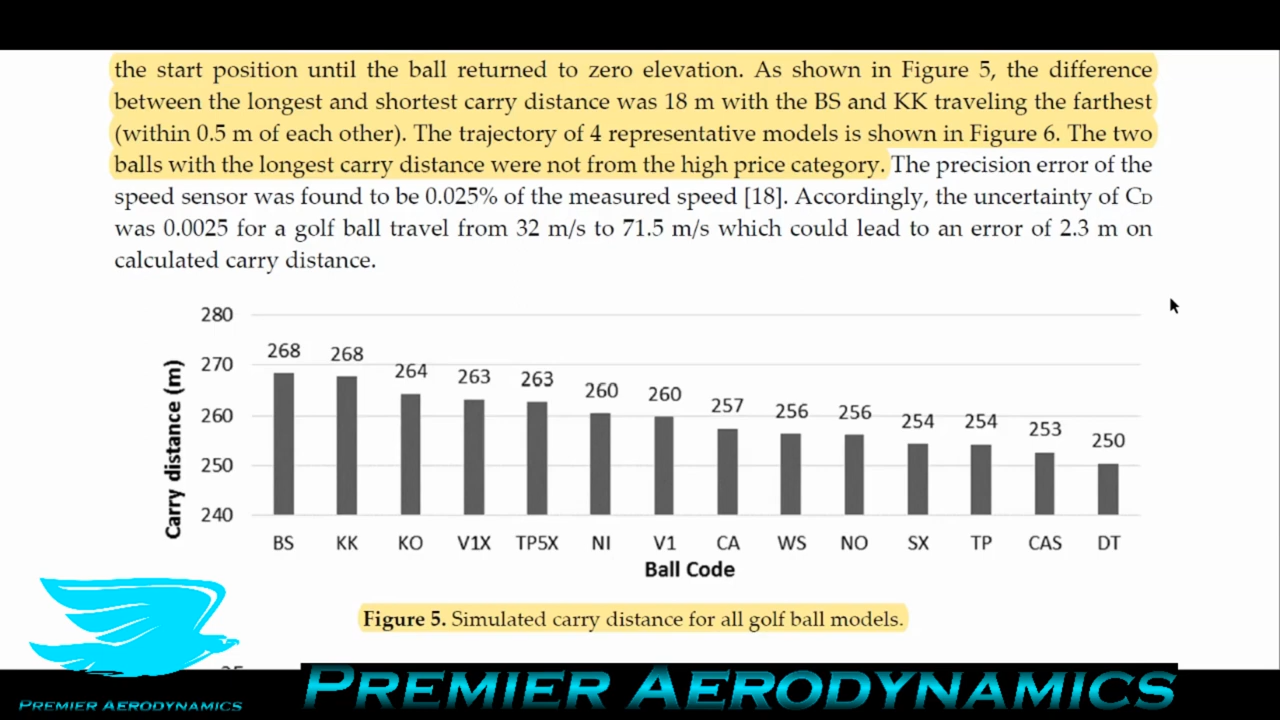 the start position until the ball returned to zero elevation. As shown in Figure 5, the difference
between the longest and shortest carry distance was 18 m with the BS and KK traveling the farthest
(within 0.5 m of each other). The trajectory of 4 representative models is shown in Figure 6. The two
balls with the longest carry distance were not from the high price category. The precision error of the
speed sensor was found to be 0.025% of the measured speed [18]. Accordingly, the uncertainty of CD
was 0.0025 for a golf ball travel from 32 m/s to 71.5 m/s which could lead to an error of 2.3 m on
calculated carry distance.
280
270
260
250
240
Carry distance (m)
268 268 264 263 263 260 260 257 256 256 254 254 253 250
BS KK KO V1X TP5X NI V1 CA WS NO SX TP CAS DT
Ball Code
Figure 5. Simulated carry distance for all golf ball models.
PREMIER AERODYNAMICS
PREMIER AERODYNAMICS